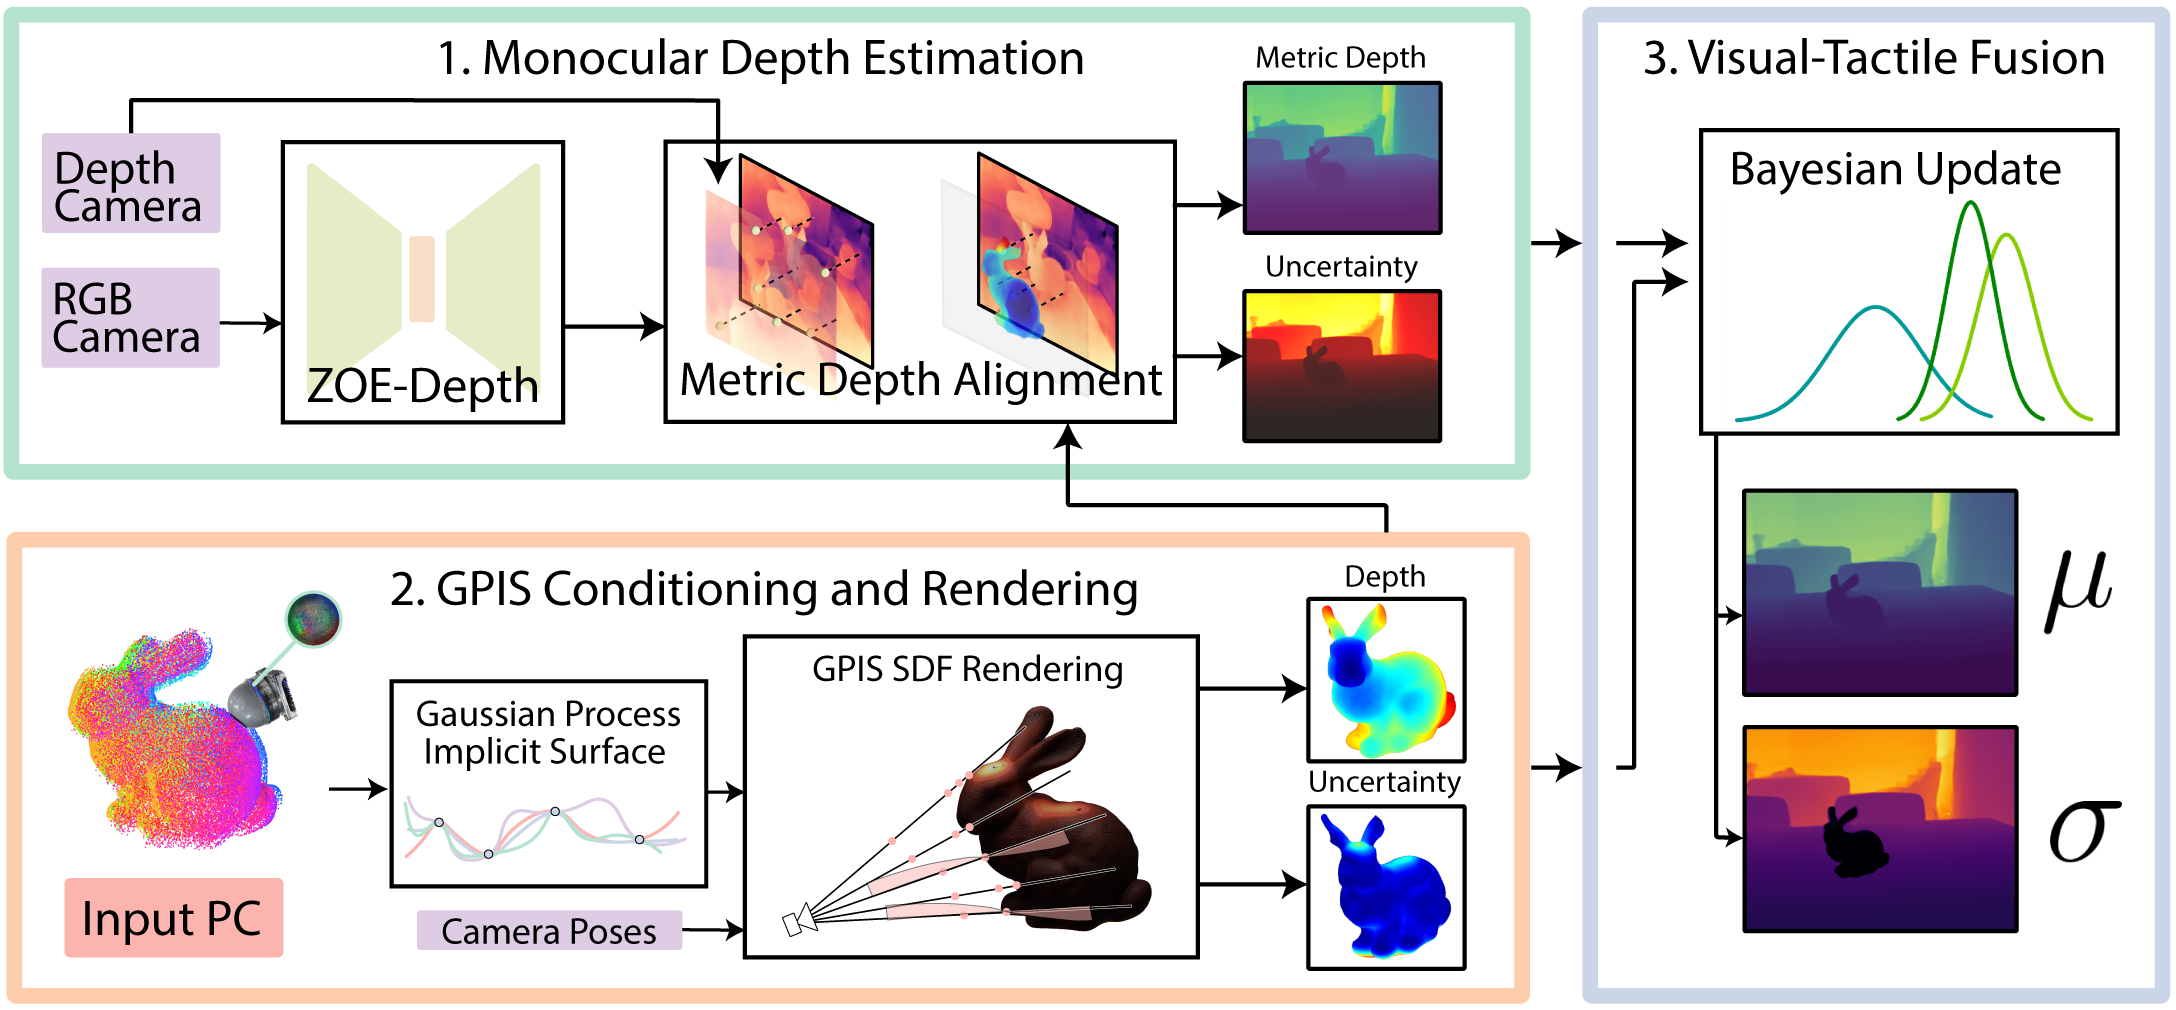 1. Monocular Depth Estimation
Depth
Camera
RGB
Camera
ZOE-Depth
Metric Depth Alignment
Metric Depth
Uncertainty
2. GPIS Conditioning and Rendering
Input PC
Gaussian Process
Implicit Surface
Camera Poses
GPIS SDF Rendering
Depth
Uncertainty
3. Visual-Tactile Fusion
Bayesian Update
μ
σ